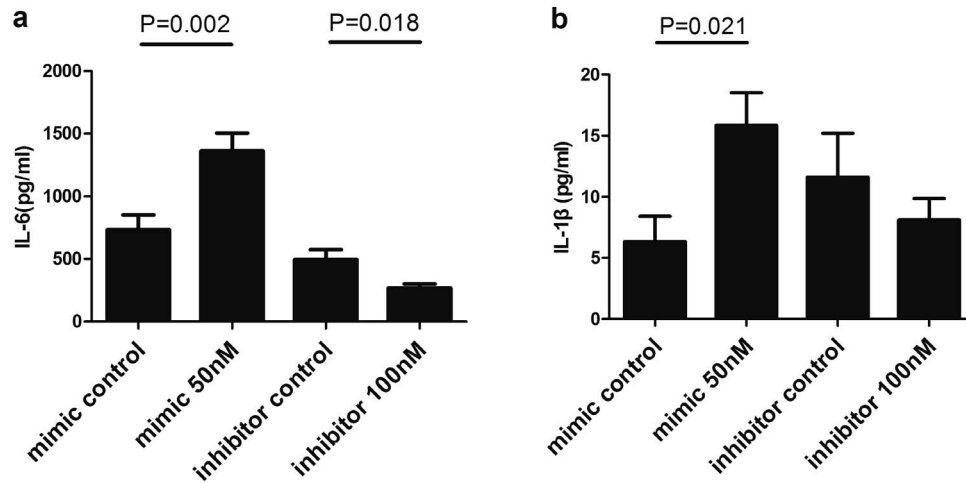 a
P=0.002
P=0.018
IL-6(pg/ml)
2000
1500
1000
500
0
mimic control
mimic 50nM
inhibitor control
inhibitor 100nM
b
P=0.021
IL-1β (pg/ml)
20
15
10
5
0
mimic control
mimic 50nM
inhibitor control
inhibitor 100nM